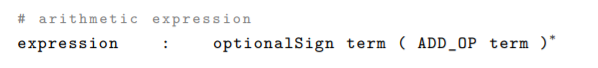 # arithmetic expression
expression : optionalSign term ( ADD_OP term )*